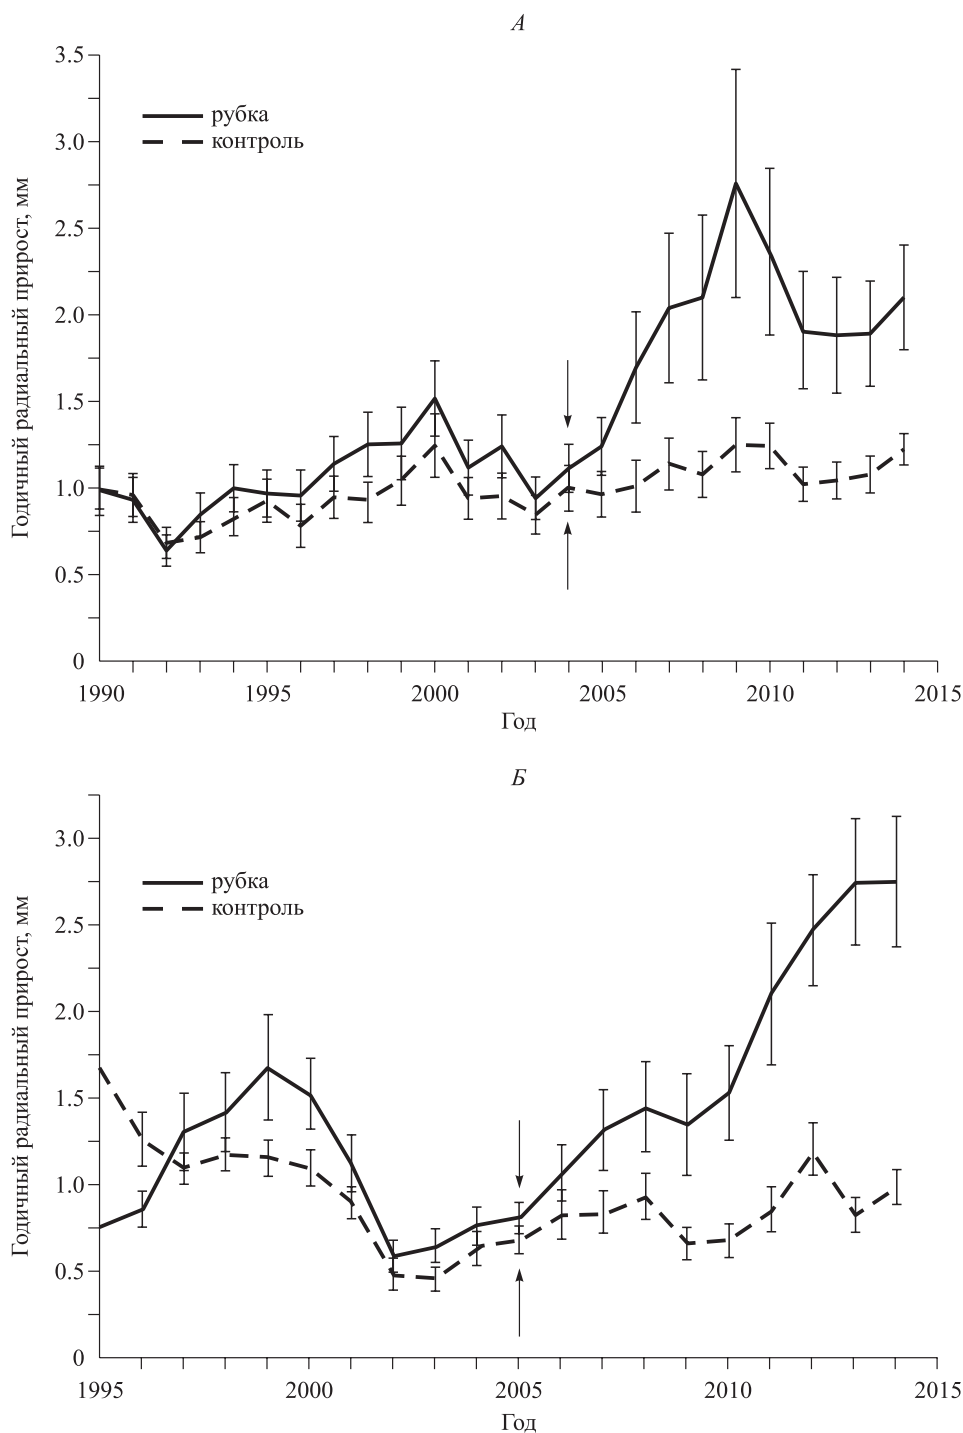 А
Годичный радиальный прирост, мм
3.5
3.0
2.5
2.0
1.5
1.0
0.5
0
рубка
контроль
1990 1995 2000 2005 2010 2015
Год
Б
Годичный радиальный прирост, мм
3.0
2.5
2.0
1.5
1.0
0.5
0
рубка
контроль
1995 2000 2005 2010 2015
Год